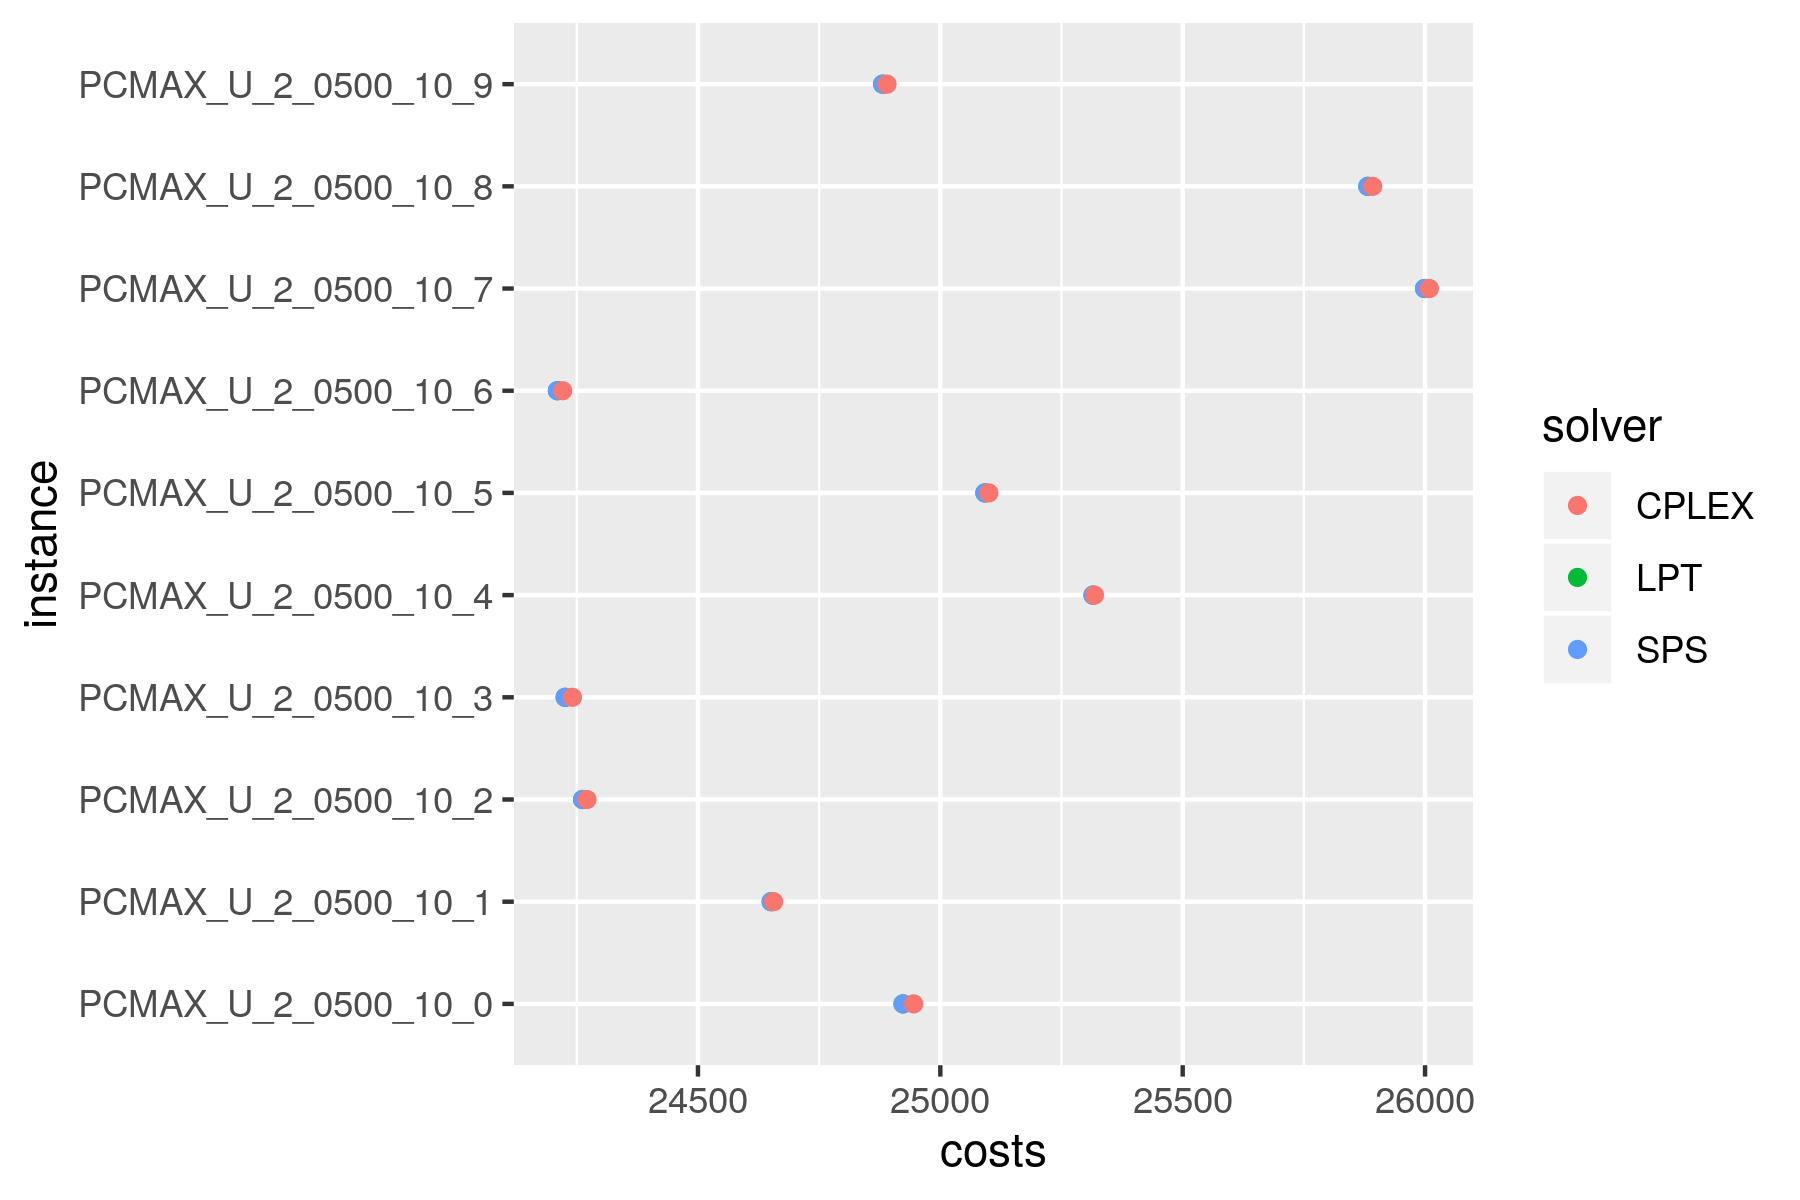 PCMAX_U_2_0500_10_9
PCMAX_U_2_0500_10_8
PCMAX_U_2_0500_10_7
PCMAX_U_2_0500_10_6
PCMAX_U_2_0500_10_5
PCMAX_U_2_0500_10_4
PCMAX_U_2_0500_10_3
PCMAX_U_2_0500_10_2
PCMAX_U_2_0500_10_1
PCMAX_U_2_0500_10_0
instance
24500 25000 25500 26000
costs
solver
CPLEX
LPT
SPS